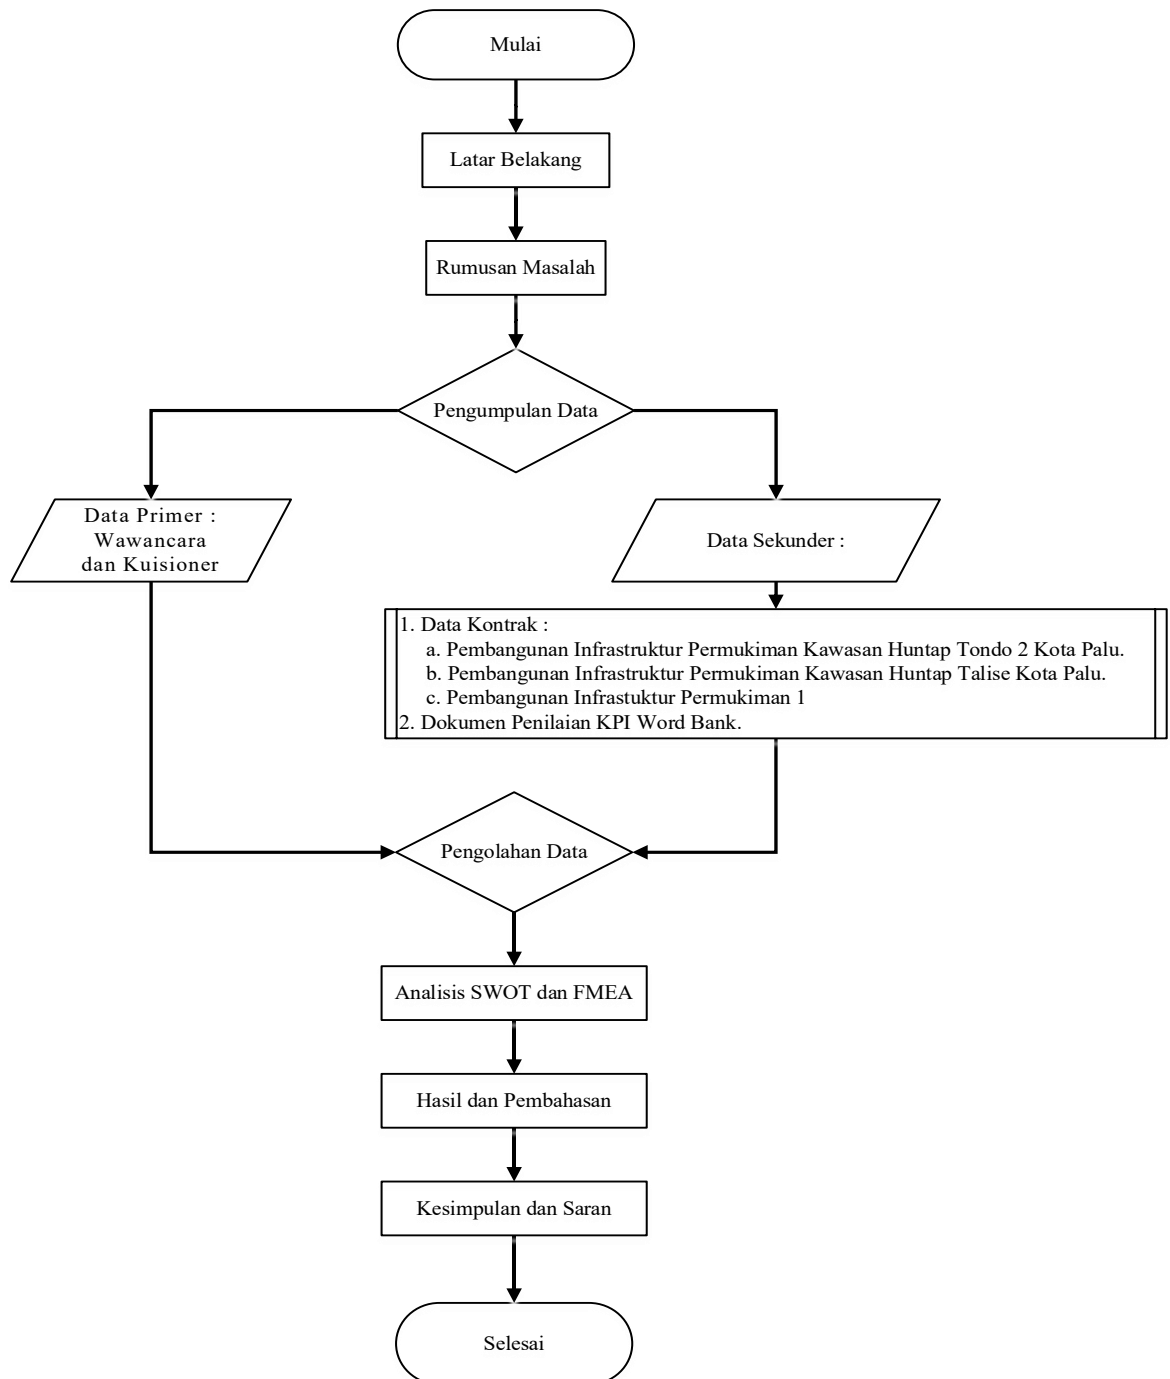 Mulai
Latar Belakang
Rumusan Masalah
Pengumpulan Data
Data Primer :
Wawancara
dan Kuisioner
Data Sekunder :
1. Data Kontrak :
a. Pembangunan Infrastruktur Permukiman Kawasan Huntap Tondo 2 Kota Palu.
b. Pembangunan Infrastruktur Permukiman Kawasan Huntap Talise Kota Palu.
c. Pembangunan Infrastuktur Permukiman 1
2. Dokumen Penilaian KPI Word Bank.
Pengolahan Data
Analisis SWOT dan FMEA
Hasil dan Pembahasan
Kesimpulan dan Saran
Selesai